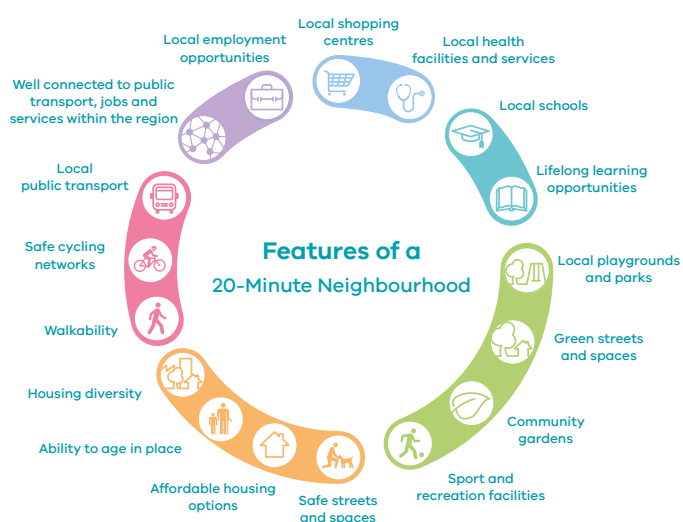 Features of a
20-Minute Neighbourhood
Local shopping
centres
Local health
facilities and services
Local schools
Lifelong learning
opportunities
Local playgrounds
and parks
Green streets
and spaces
Community
gardens
Sport and
recreation facilities
Safe streets
and spaces
Affordable housing
options
Ability to age in place
Housing diversity
Walkability
Safe cycling
networks
Local
public transport
Well connected to public
transport, jobs and
services within the region
Local employment
opportunities